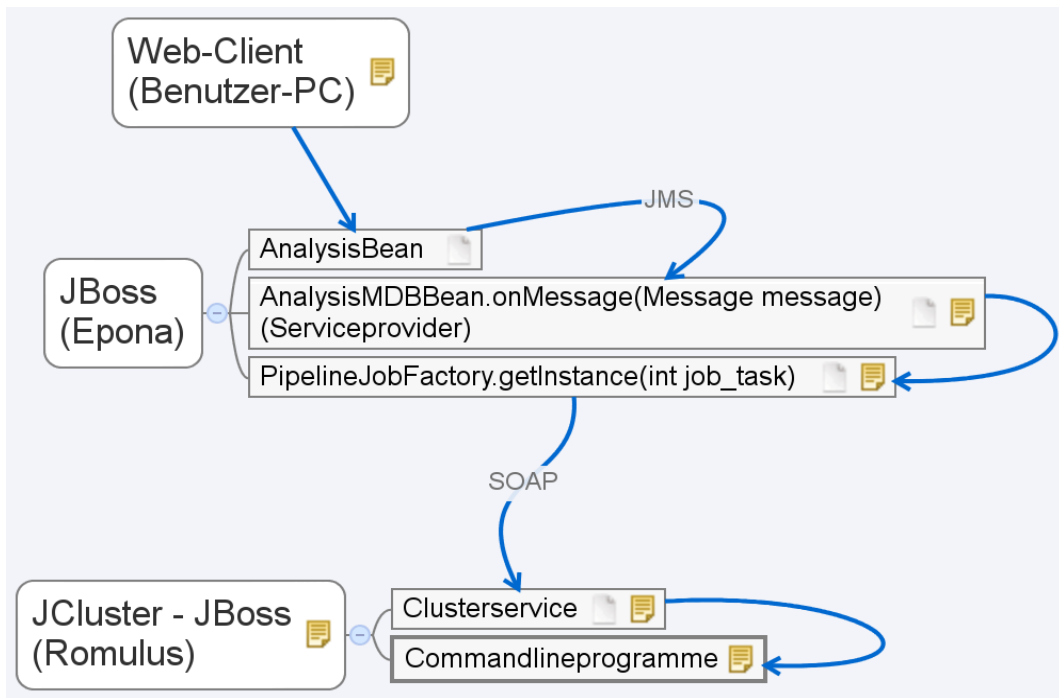 Web-Client
(Benutzer-PC)
JMS
AnalysisBean
JBoss
(Epona)
AnalysisMDBBean.onMessage(Message message)
(Serviceprovider)
PipelineJobFactory.getInstance(int job_task)
SOAP
JCluster - JBoss
(Romulus)
Clusterservice
Commandlineprogramme